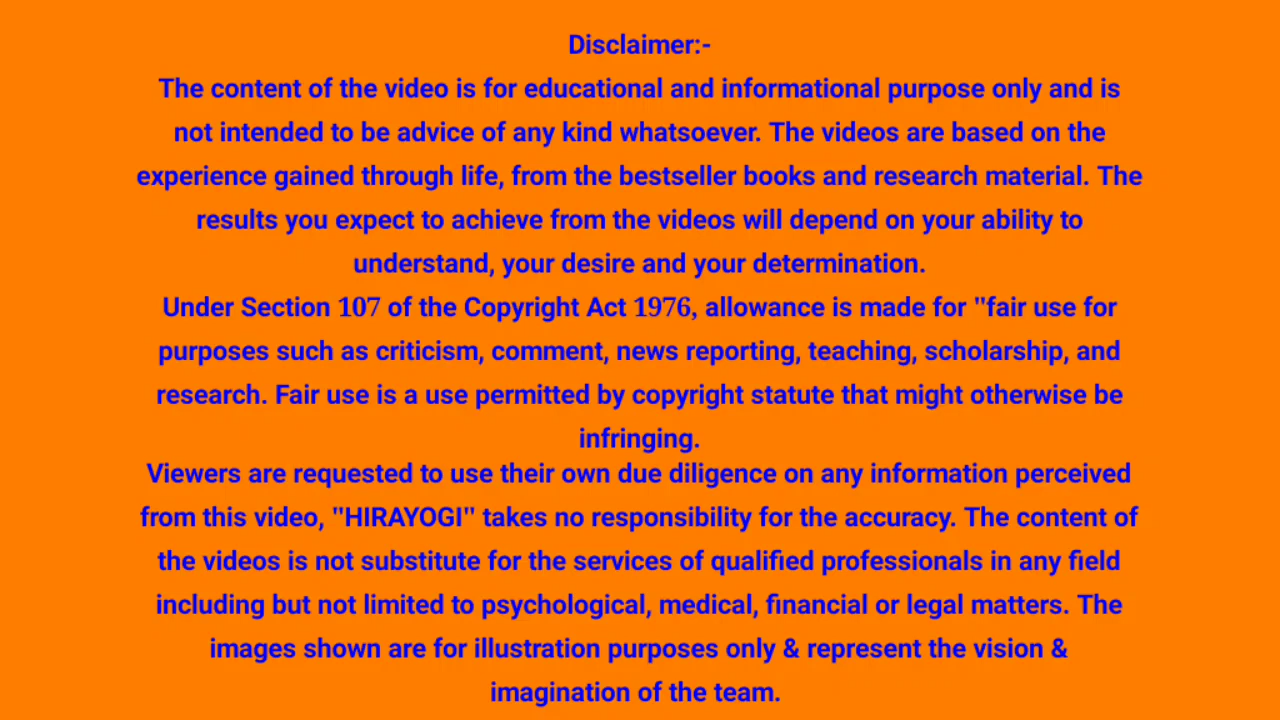 Disclaimer:-
The content of the video is for educational and informational purpose only and is
not intended to be advice of any kind whatsoever. The videos are based on the
experience gained through life, from the bestseller books and research material. The
results you expect to achieve from the videos will depend on your ability to
understand, your desire and your determination.
Under Section 107 of the Copyright Act 1976, allowance is made for "fair use for
purposes such as criticism, comment, news reporting, teaching, scholarship, and
research. Fair use is a use permitted by copyright statute that might otherwise be
infringing.
Viewers are requested to use their own due diligence on any information perceived
from this video, "HIRAYOGI" takes no responsibility for the accuracy. The content of
the videos is not substitute for the services of qualified professionals in any field
including but not limited to psychological, medical, financial or legal matters. The
images shown are for illustration purposes only & represent the vision &
imagination of the team.